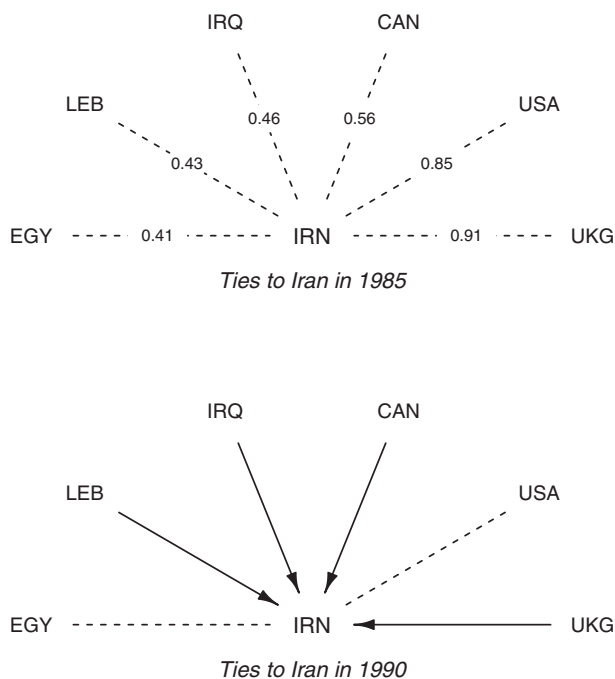 IRQ CAN
LEB USA
0.46 0.56
0.43 0.85
EGY 0.41 IRN 0.91 UKG
Ties to Iran in 1985
IRQ CAN
LEB USA
EGY IRN UKG
Ties to Iran in 1990